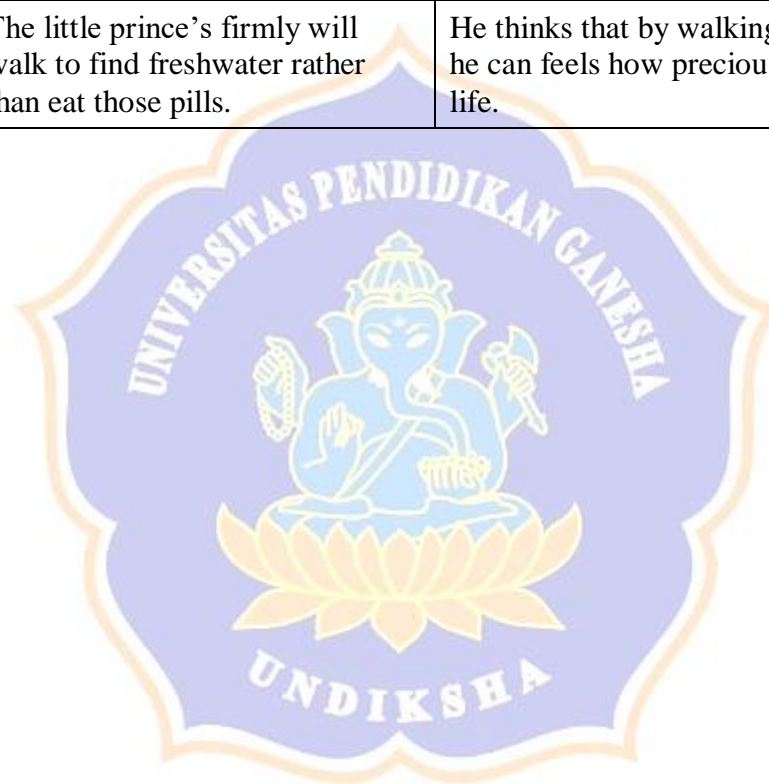 The little prince’s firmly will
walk to find freshwater rather
than eat those pills.
He thinks that by walking
he can feels how preciou
life.
UNIVERSITAS PENDIDIKAN GANESHA
UNDIKSHA